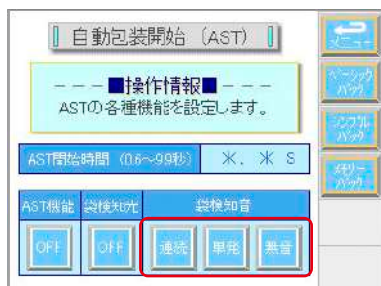 自動包装開始 (AST)
メニュー
---■操作情報■---
ASTの各種機能を設定します。
ベーシック
パック
シンプル
パック
AST開始時間 (0.6~9.9秒)
※. ※ S
メモリー
パック
AST機能
袋検知光
袋検知音
OFF
OFF
連続
単発
無音